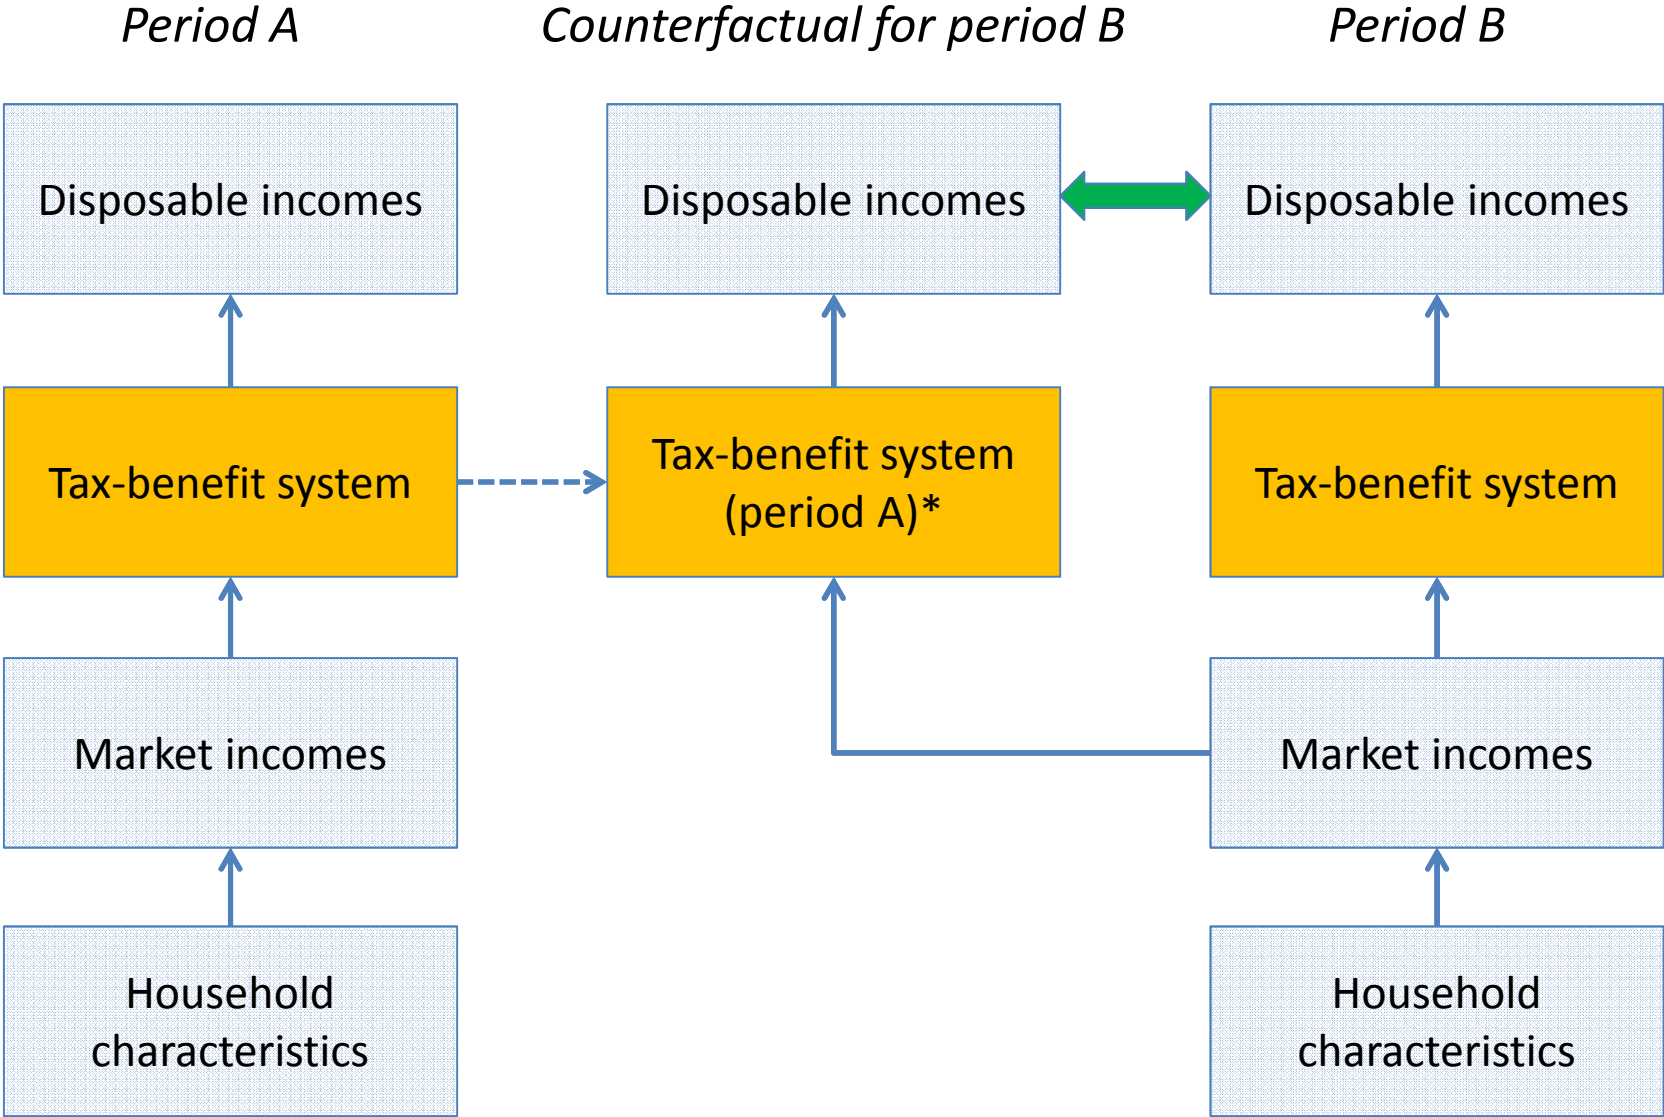 Period A
Counterfactual for period B
Period B
Disposable incomes
Disposable incomes
Disposable incomes
Tax-benefit system
Tax-benefit system
(period A)*
Tax-benefit system
Market incomes
Market incomes
Household
characteristics
Household
characteristics